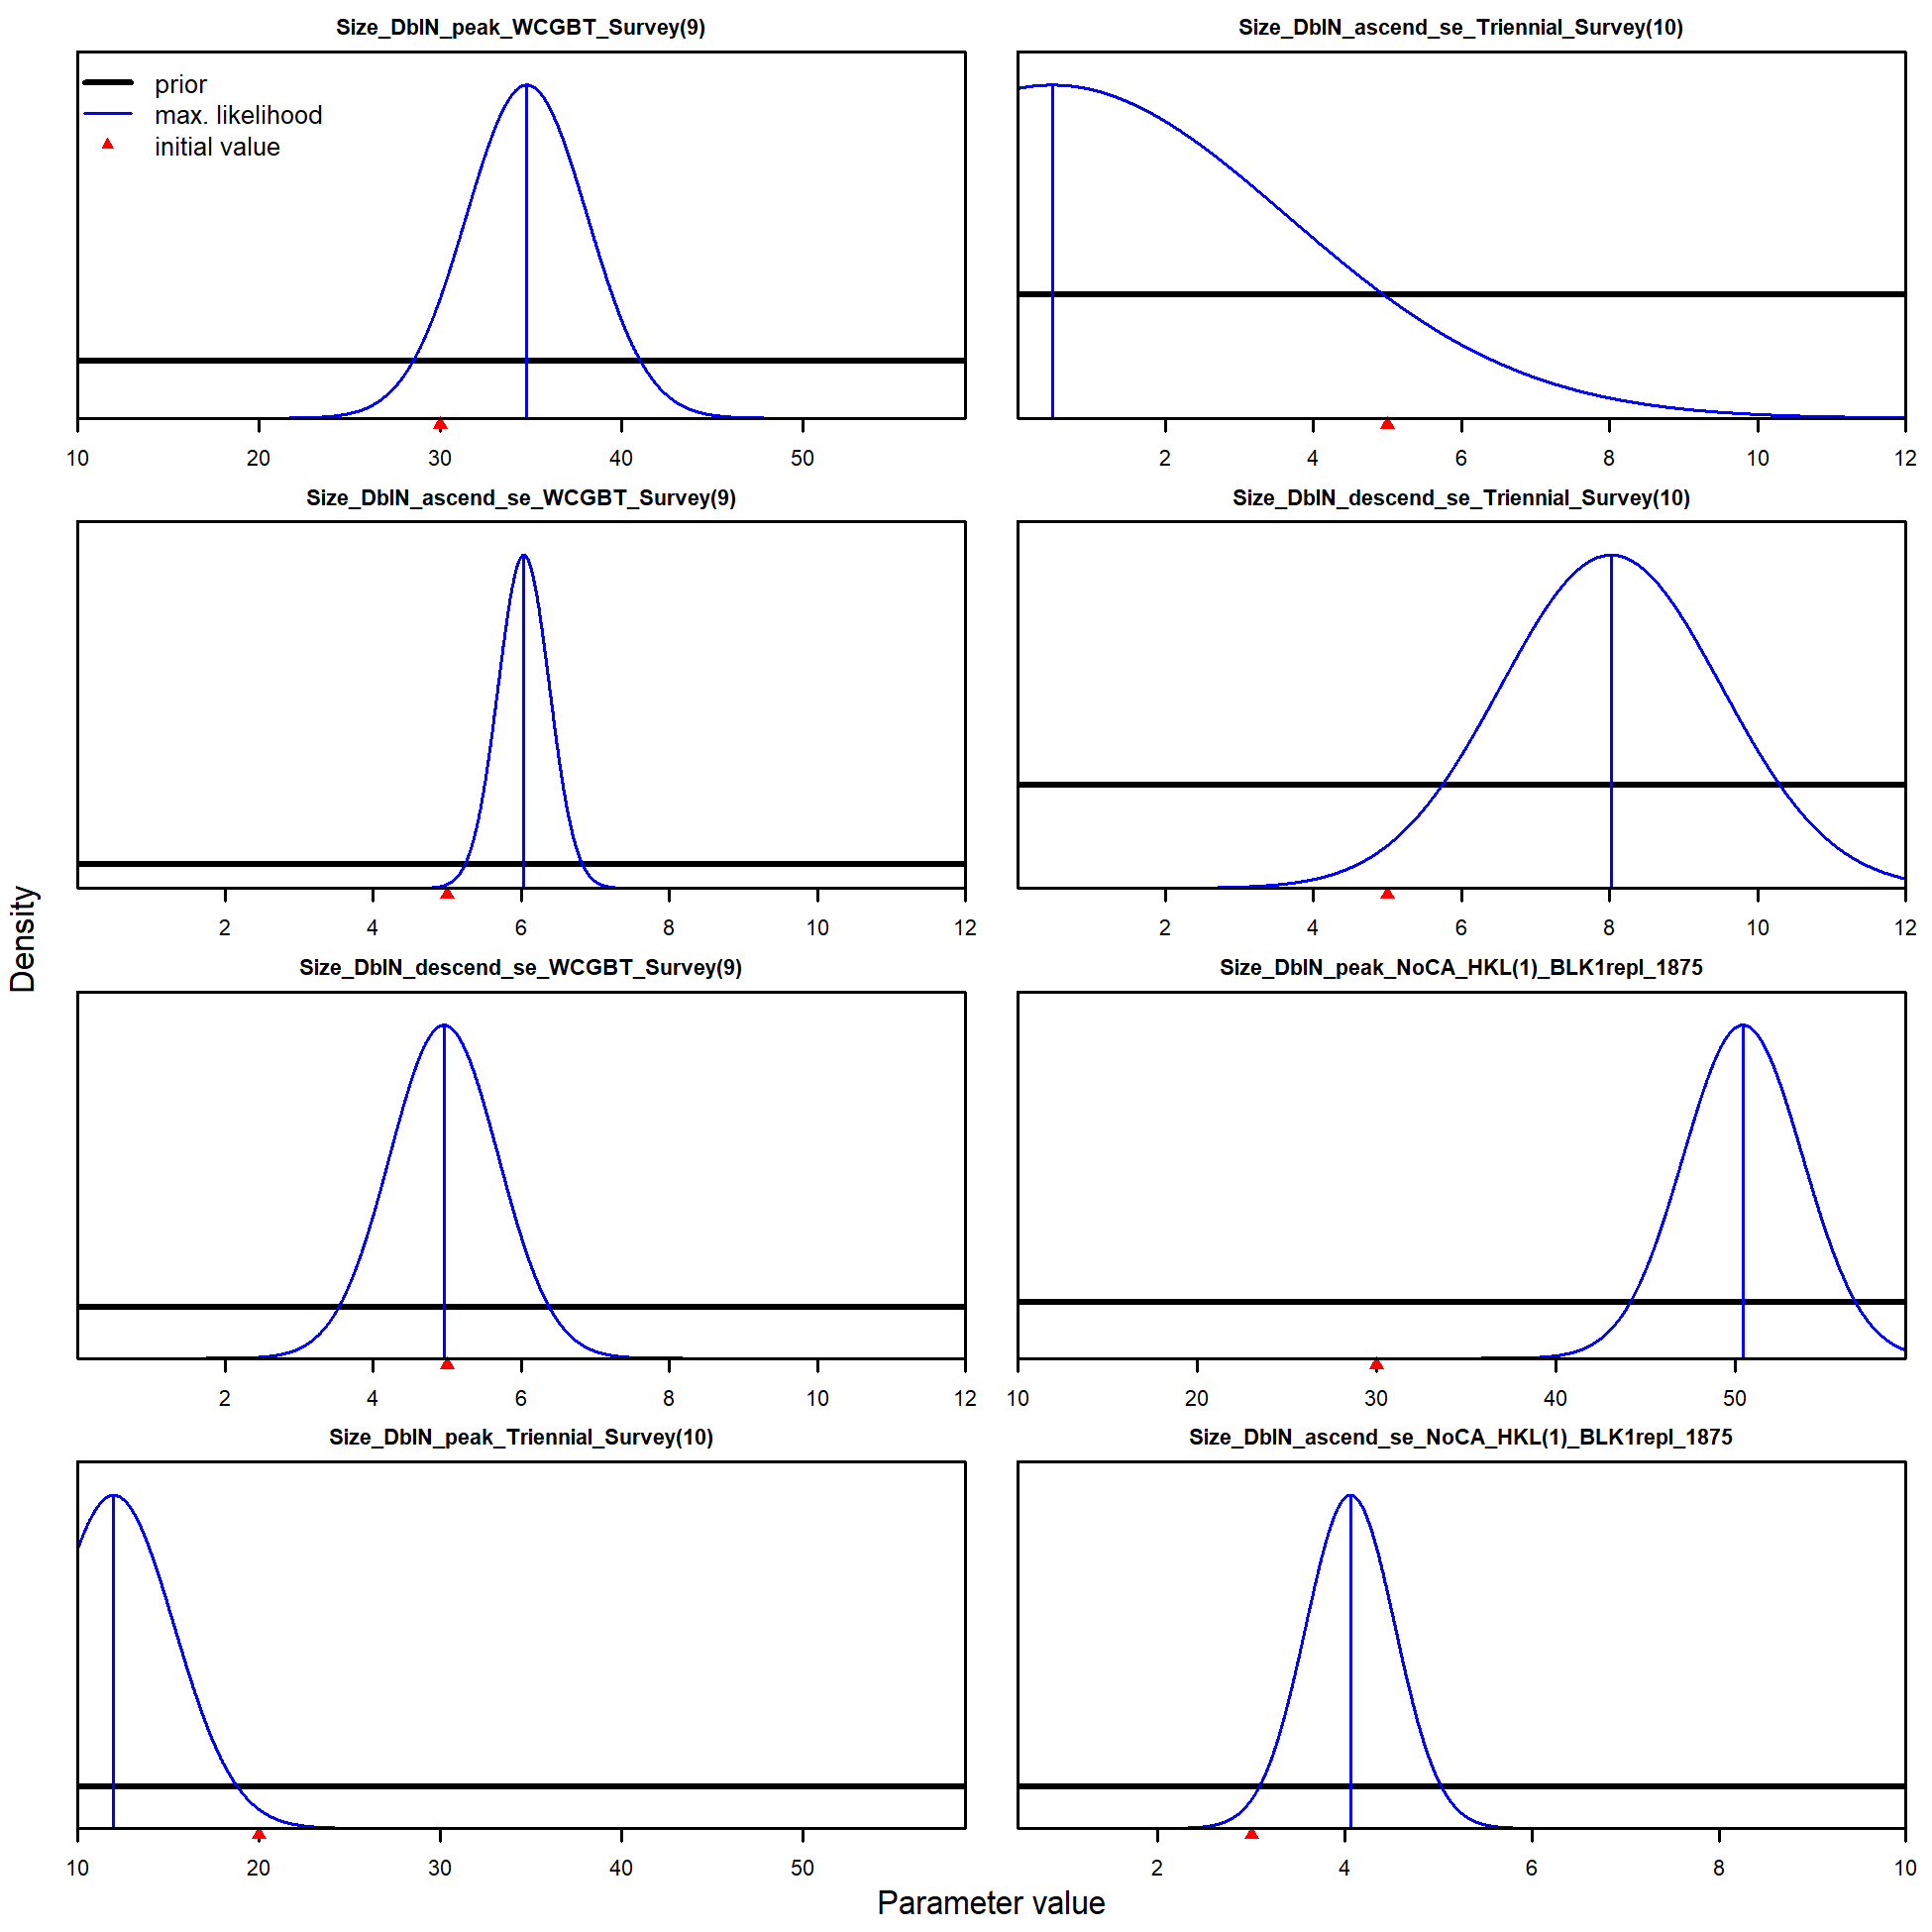 Size_DblN_peak_WCGBT_Survey(9)
prior
max. likelihood
initial value
10 20 30 40 50
Size_DblN_ascend_se_Triennial_Survey(10)
2 4 6 8 10 12
Size_DblN_ascend_se_WCGBT_Survey(9)
2 4 6 8 10 12
Size_DblN_descend_se_Triennial_Survey(10)
2 4 6 8 10 12
Size_DblN_descend_se_WCGBT_Survey(9)
2 4 6 8 10 12
Size_DblN_peak_NoCA_HKL(1)_BLK1repl_1875
10 20 30 40 50
Size_DblN_peak_Triennial_Survey(10)
10 20 30 40 50
Size_DblN_ascend_se_NoCA_HKL(1)_BLK1repl_1875
2 4 6 8 10
Density
Parameter value